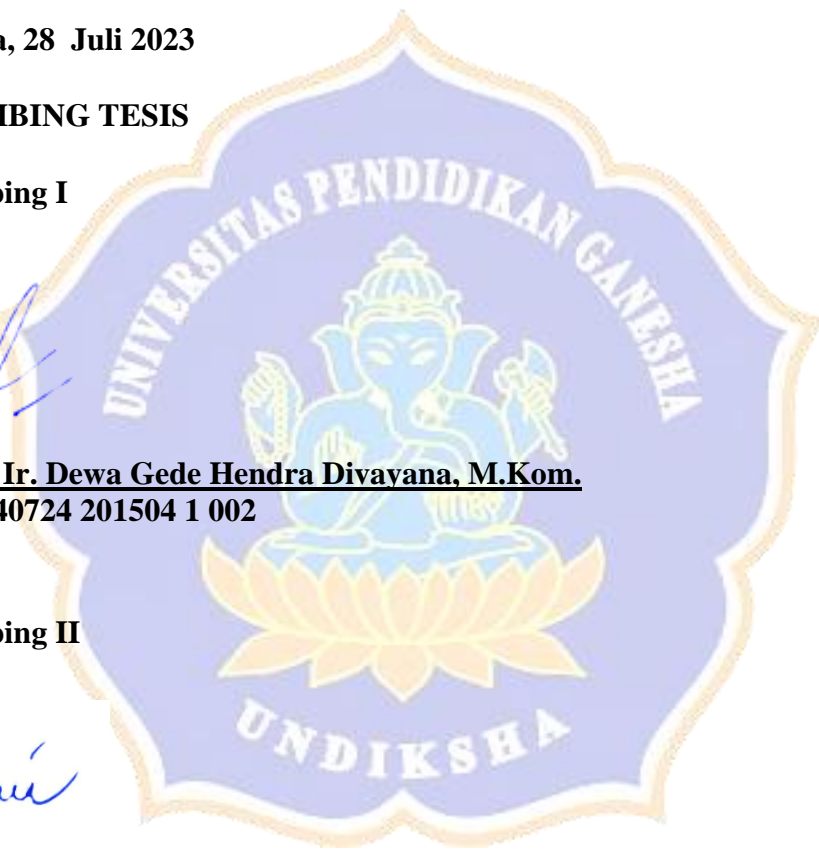 a, 28 Juli 2023
IBING TESIS
bing I
UNIVERSITAS PENDIDIKAN GANESHA
Ir. Dewa Gede Hendra Divayana, M.Kom.
40724 201504 1 002
bing II
UNDIKSHA